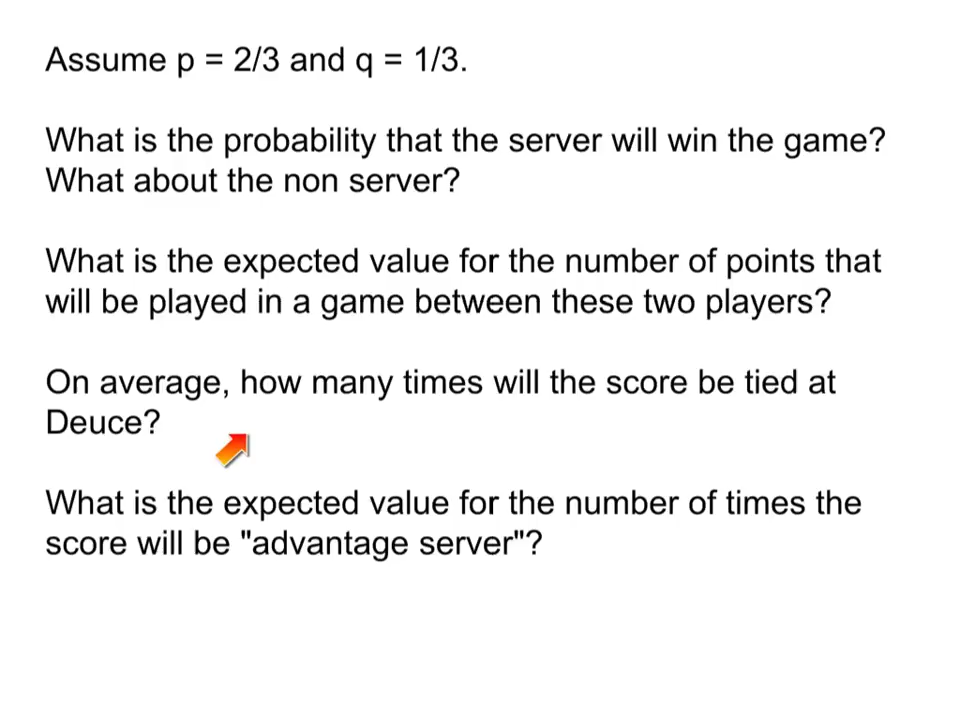 Assume p = 2/3 and q = 1/3.
What is the probability that the server will win the game?
What about the non server?
What is the expected value for the number of points that
will be played in a game between these two players?
On average, how many times will the score be tied at
Deuce?
What is the expected value for the number of times the
score will be "advantage server"?